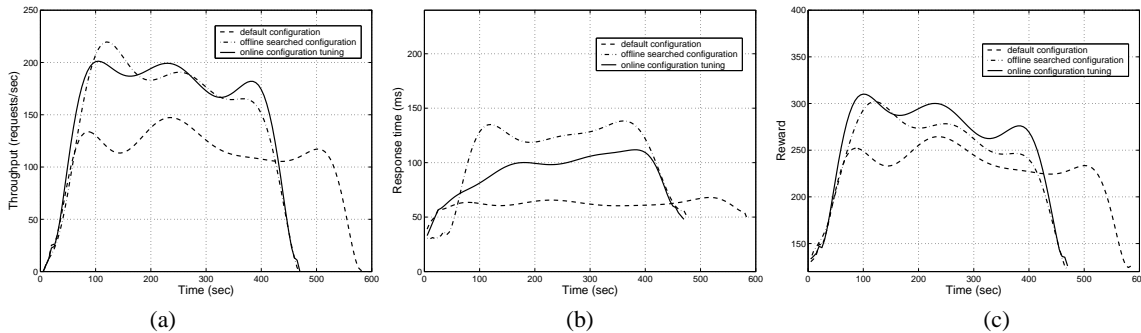 250
200
150
100
50
0
0 100 200 300 400 500 600
Time (sec)
Throughput (requests/sec)
default configuration
offline searched configuration
online configuration tuning
(a)
200
150
100
50
0
0 100 200 300 400 500 600
Time (sec)
Response time (ms)
default configuration
offline searched configuration
online configuration tuning
(b)
400
350
300
250
200
150
0 100 200 300 400 500 600
Time (sec)
Reward
default configuration
offline searched configuration
online configuration tuning
(c)